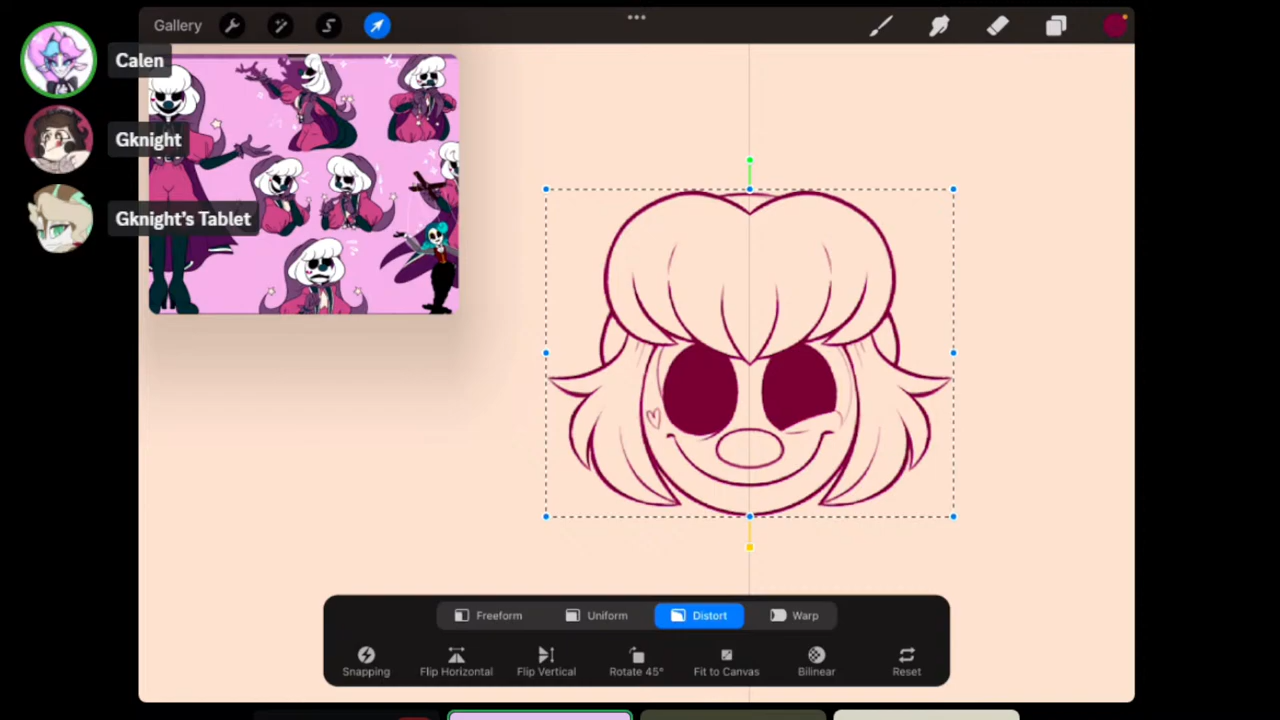 Gallery
Calen
Gknight
Gknight's Tablet
Freeform Uniform Distort Warp
Snapping Flip Horizontal Flip Vertical Rotate 45° Fit to Canvas Bilinear Reset